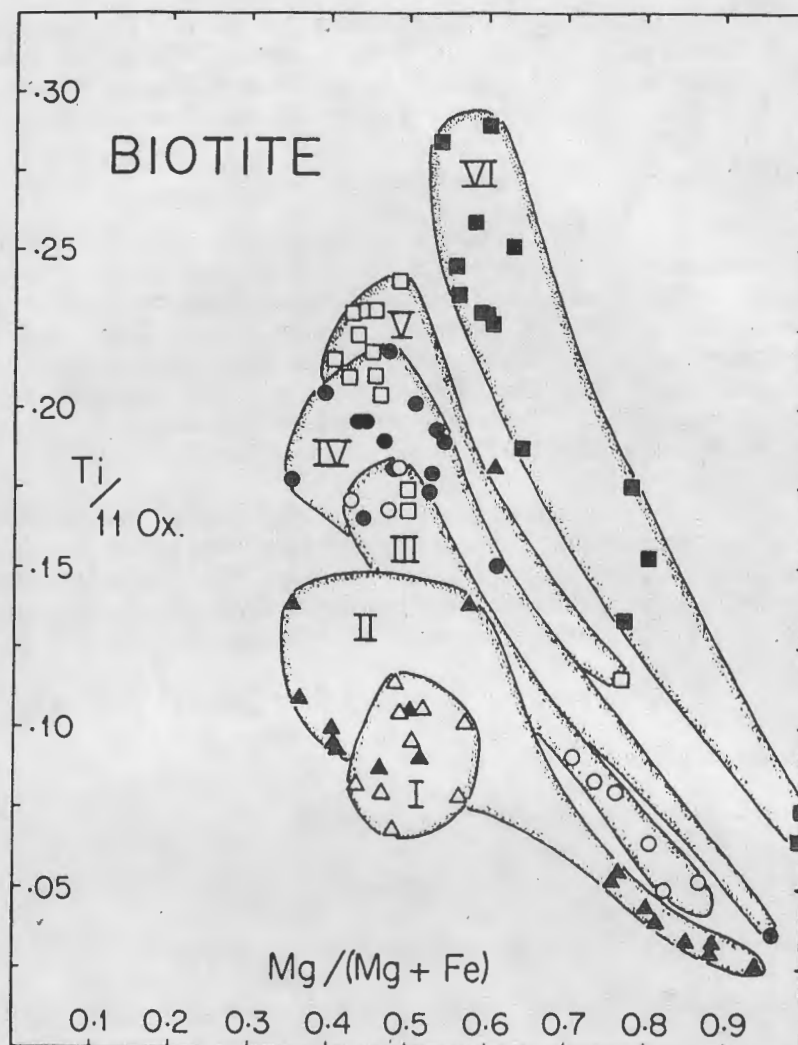 .30
BIOTITE
VI
.25
V
.20
IV
Ti/
11 Ox.
III
.15
II
.10
I
.05
Mg/(Mg + Fe)
0.1 0.2 0.3 0.4 0.5 0.6 0.7 0.8 0.9